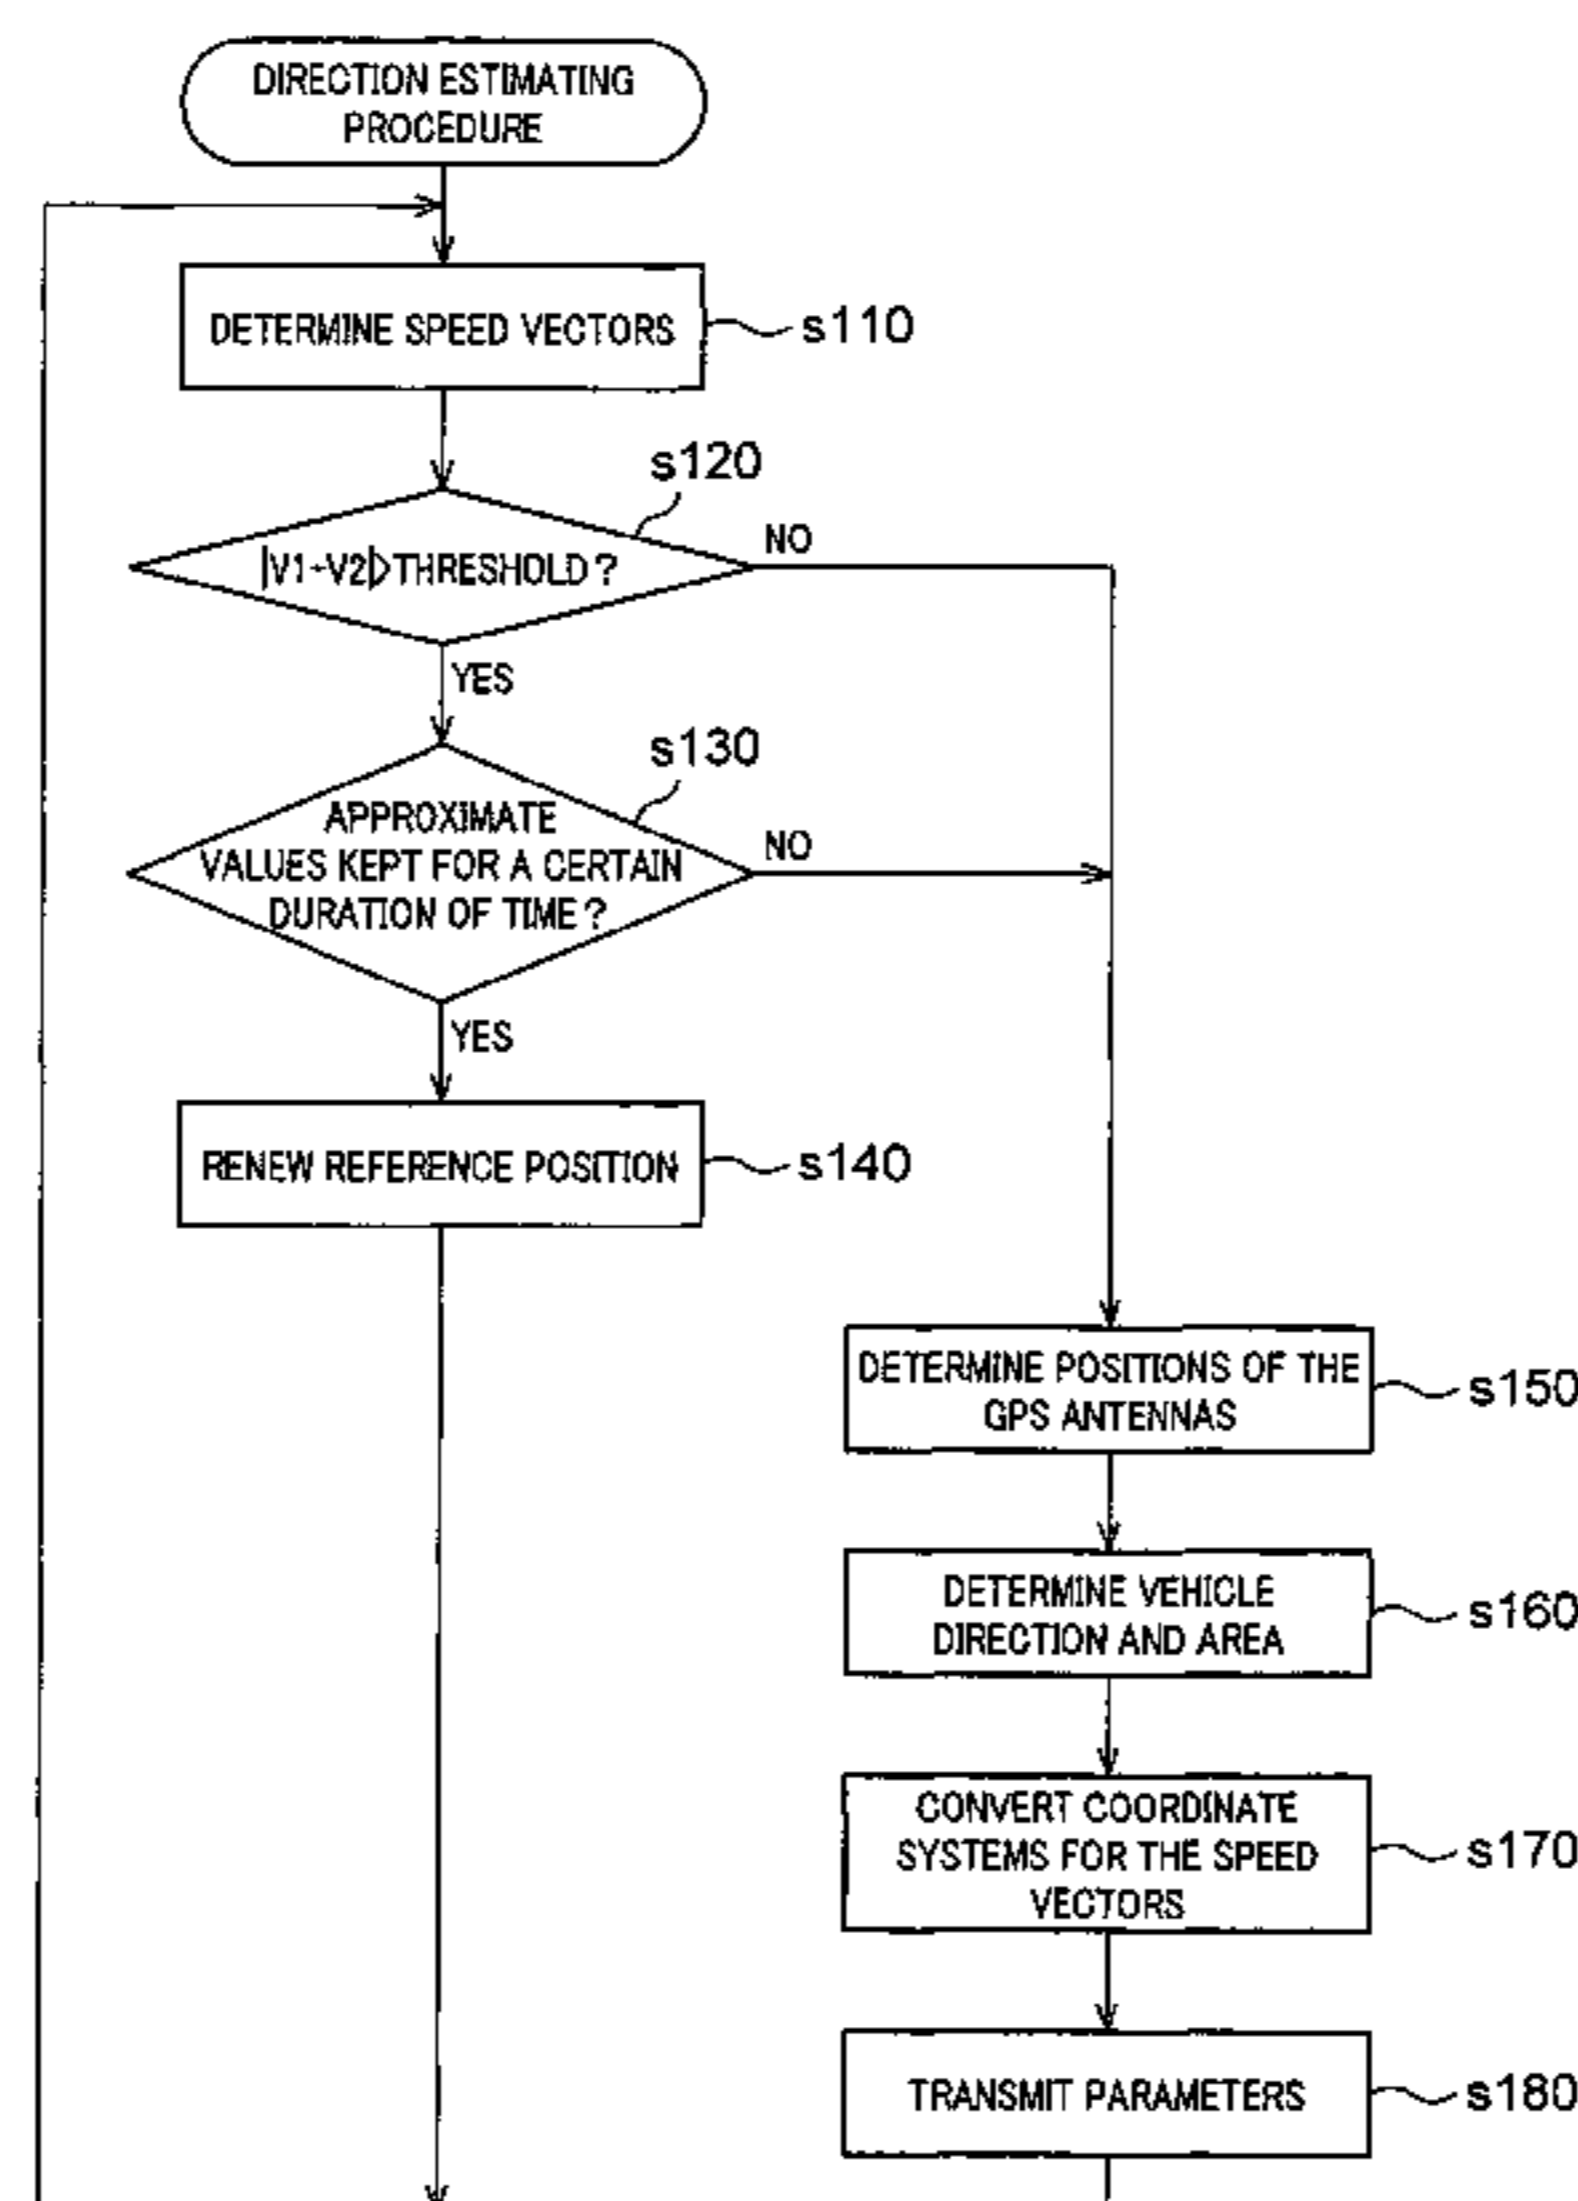 DIRECTION ESTIMATING
PROCEDURE
DETERMINE SPEED VECTORS
s110
s120
|V1-V2|>THRESHOLD?
NO
YES
s130
APPROXIMATE
VALUES KEPT FOR A CERTAIN
DURATION OF TIME?
NO
YES
RENEW REFERENCE POSITION
s140
DETERMINE POSITIONS OF THE
GPS ANTENNAS
s150
DETERMINE VEHICLE
DIRECTION AND AREA
s160
CONVERT COORDINATE
SYSTEMS FOR THE SPEED
VECTORS
s170
TRANSMIT PARAMETERS
s180